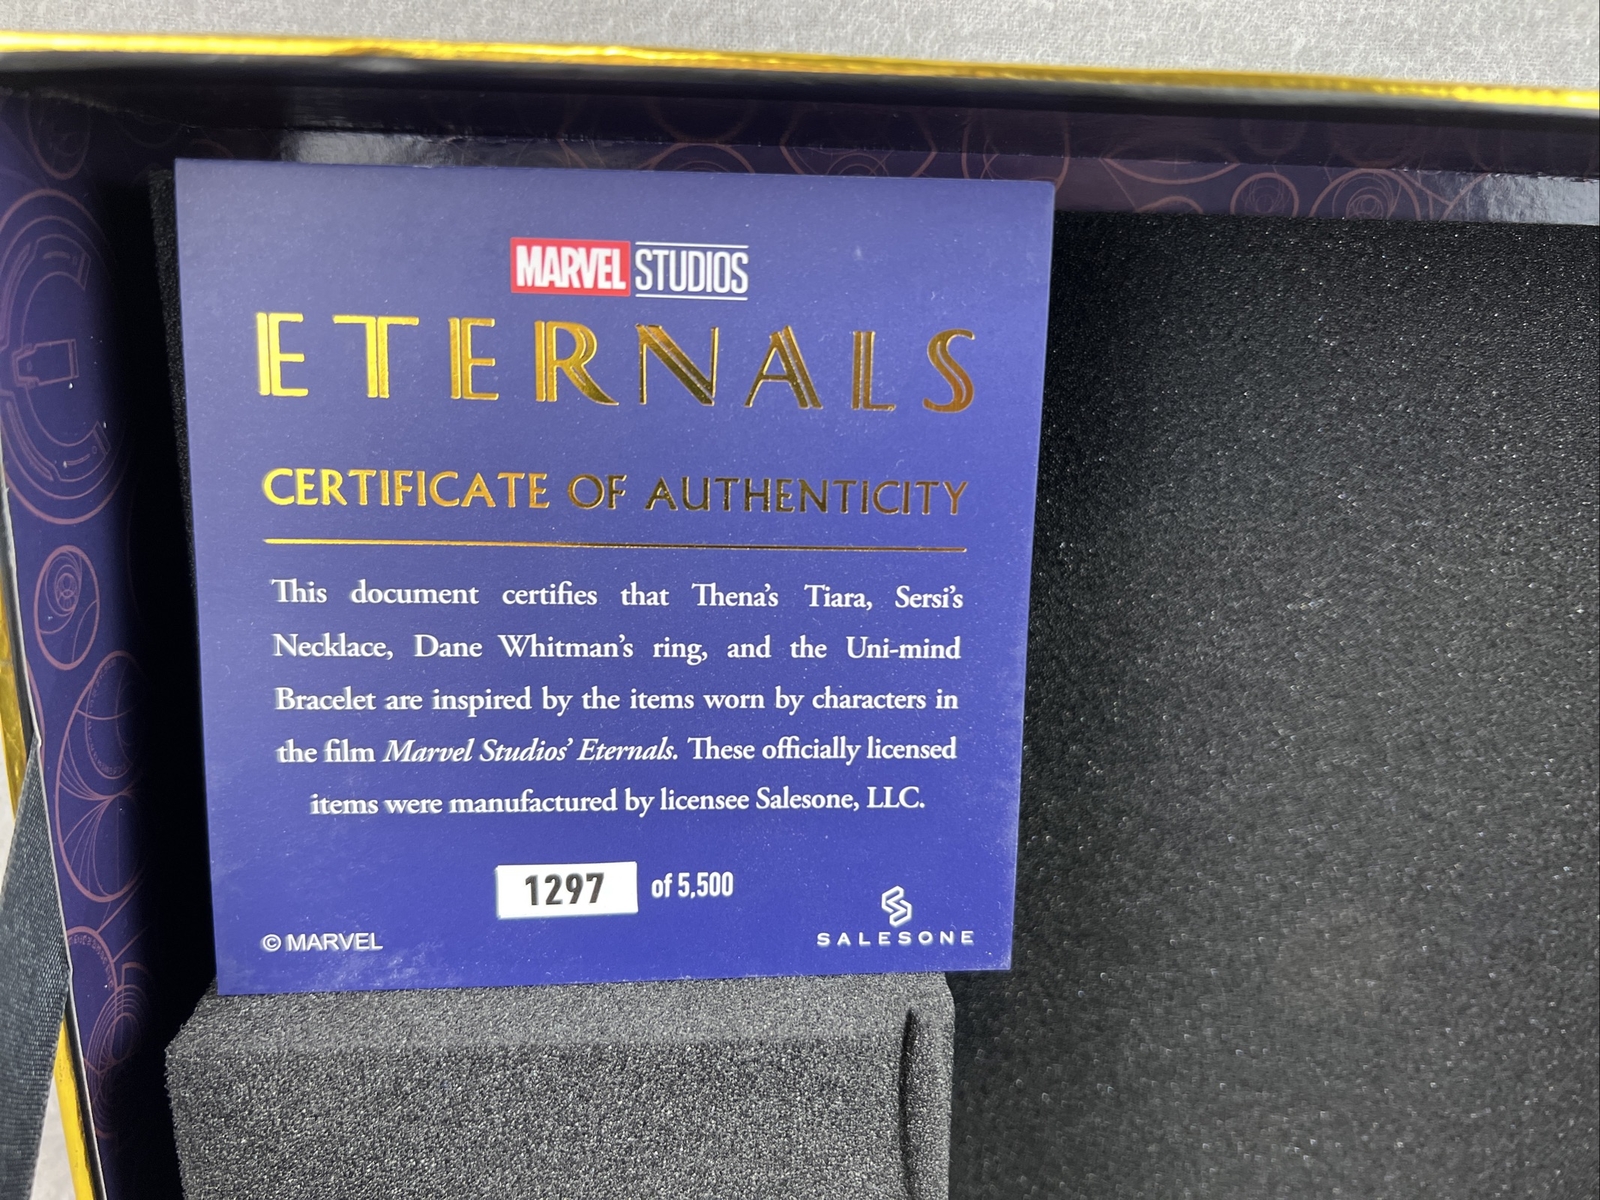 MARVEL STUDIOS
ETERNALS
CERTIFICATE OF AUTHENTICITY
This document certifies that Thena's Tiara, Sersi's
Necklace, Dane Whitman's ring, and the Uni-mind
Bracelet are inspired by the items worn by characters in
the film Marvel Studios' Eternals. These officially licensed
items were manufactured by licensee Salesone, LLC.
1297 of 5,500
© MARVEL
SALESONE